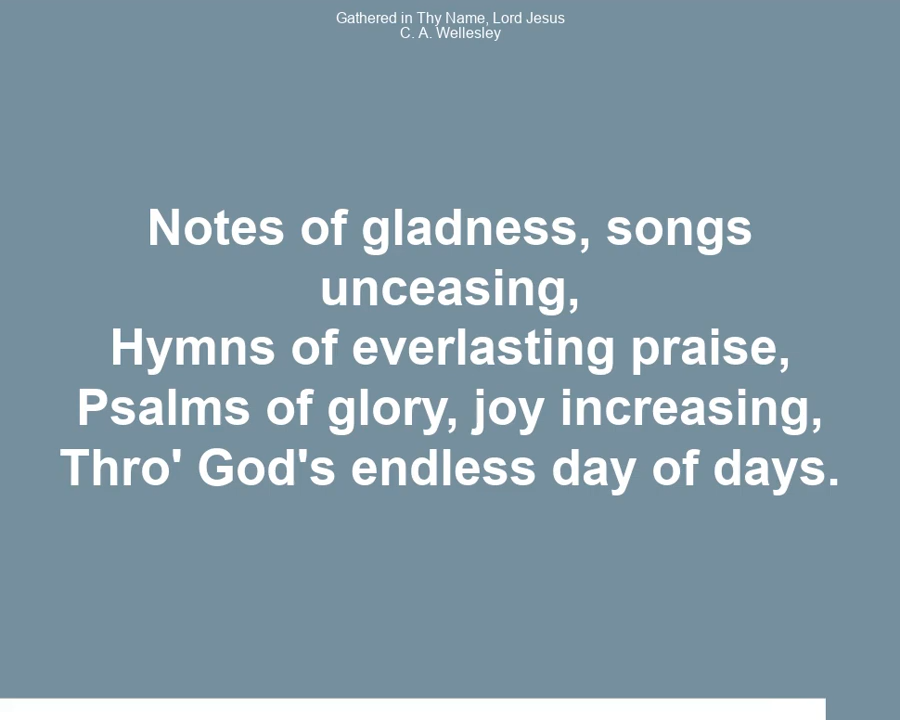 Gathered in Thy Name, Lord Jesus
C. A. Wellesley
Notes of gladness, songs
unceasing,
Hymns of everlasting praise,
Psalms of glory, joy increasing,
Thro' God's endless day of days.